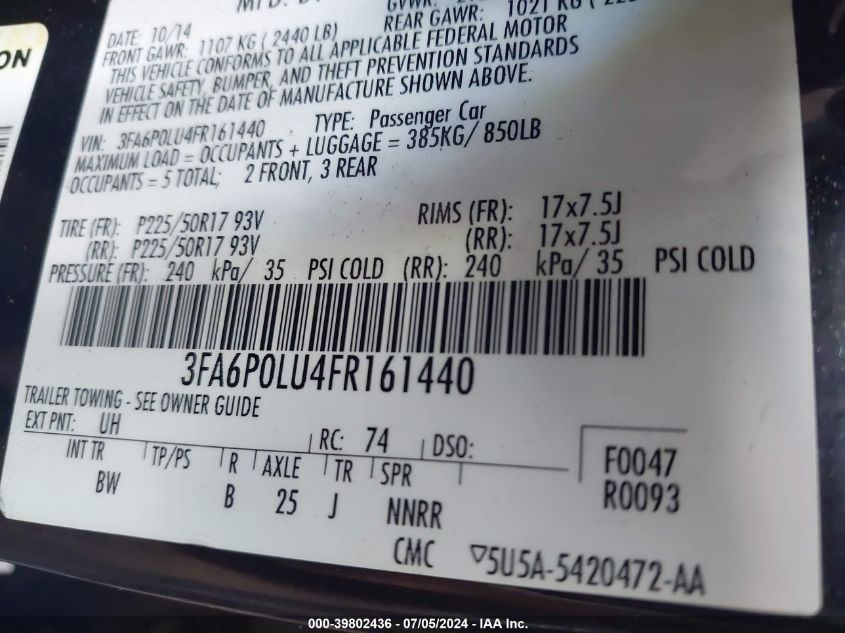 MFD. B
GVWR:
DATE: 10/14
REAR GAWR: 1021 KG (
FRONT GAWR: 1107 KG ( 2440 LB)
THIS VEHICLE CONFORMS TO ALL APPLICABLE FEDERAL MOTOR
VEHICLE SAFETY, BUMPER, AND THEFT PREVENTION STANDARDS
IN EFFECT ON THE DATE OF MANUFACTURE SHOWN ABOVE.
VIN: 3FA6P0LU4FR161440 TYPE: Passenger Car
MAXIMUM LOAD = OCCUPANTS + LUGGAGE = 385KG/ 850LB
OCCUPANTS = 5 TOTAL; 2 FRONT, 3 REAR
TIRE (FR): P225/50R17 93V RIMS (FR): 17x7.5J
(RR): P225/50R17 93V (RR): 17x7.5J
PRESSURE (FR): 240 kPa/ 35 PSI COLD (RR): 240 kPa/ 35 PSI COLD
3FA6P0LU4FR161440
TRAILER TOWING - SEE OWNER GUIDE
EXT PNT: UH RC: 74 DSO:
INT TR TP/PS R AXLE TR SPR F0047
BW B 25 J NNRR R0093
CMC ▽5U5A-5420472-AA
ON
000-39802436 - 07/05/2024 - IAA Inc.